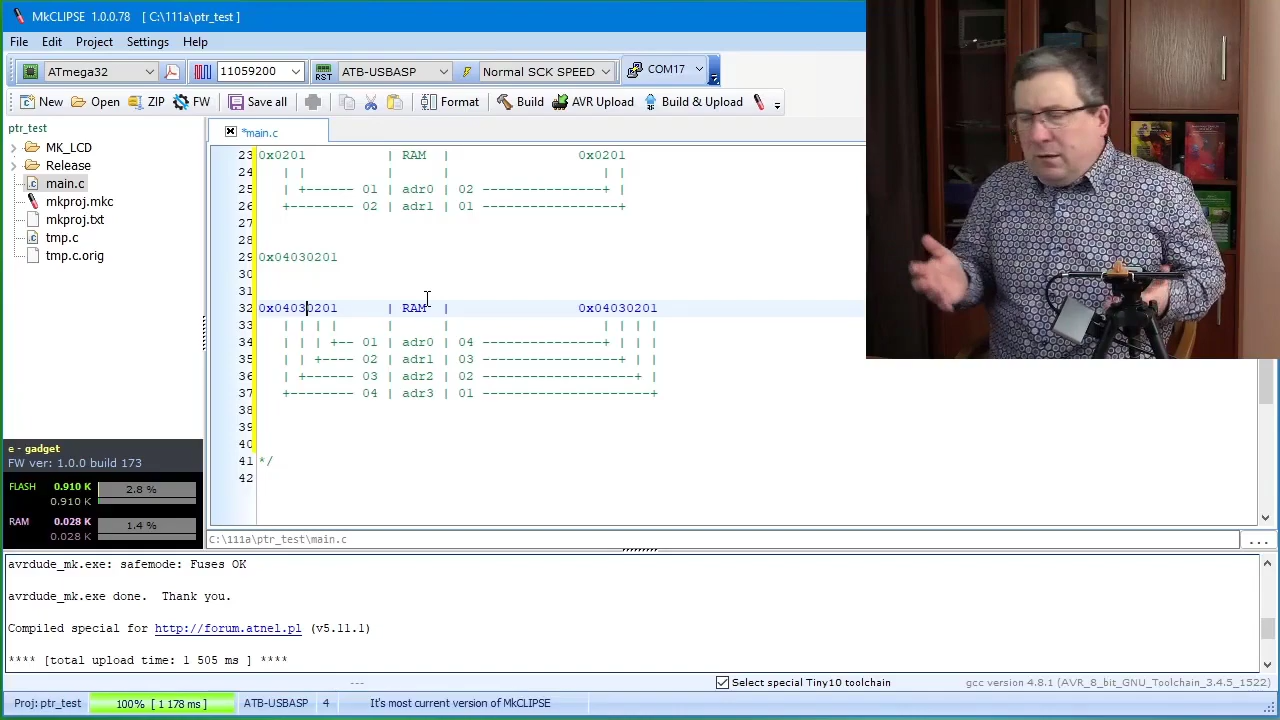 MkCLIPSE 1.0.0.78 [ C:\111a\ptr_test ]
File Edit Project Settings Help
ATmega32 11059200 RST ATB-USBASP Normal SCK SPEED COM17
New Open ZIP FW Save all Format Build AVR Upload Build & Upload
ptr_test
MK_LCD
Release
main.c
mkproj.mkc
mkproj.txt
tmp.c
tmp.c.orig
*main.c
23 0x0201 | RAM | 0x0201
24 | | | | | |
25 | +------ 01 | adr0 | 02 ---------------+ |
26 +-------- 02 | adr1 | 01 -----------------+
27
28
29 0x04030201
30
31
32 0x04030201 | RAM | 0x04030201
33 | | | | | | | | | |
34 | | | +-- 01 | adr0 | 04 ---------------+ | | |
35 | | +---- 02 | adr1 | 03 -----------------+ | |
36 | +------ 03 | adr2 | 02 -------------------+ |
37 +-------- 04 | adr3 | 01 ---------------------+
38
39
40
41 */
42
e - gadget
FW ver: 1.0.0 build 173
FLASH 0.910 K 2.8 %
0.910 K
RAM 0.028 K 1.4 %
0.028 K
C:\111a\ptr_test\main.c ...
avrdude_mk.exe: safemode: Fuses OK
avrdude_mk.exe done. Thank you.
Compiled special for http://forum.atnel.pl (v5.11.1)
**** [total upload time: 1 505 ms ] ****
--- Select special Tiny10 toolchain gcc version 4.8.1 (AVR_8_bit_GNU_Toolchain_3.4.5_1522)
Proj: ptr_test 100% [ 1 178 ms ] ATB-USBASP 4 It's most current version of MkCLIPSE